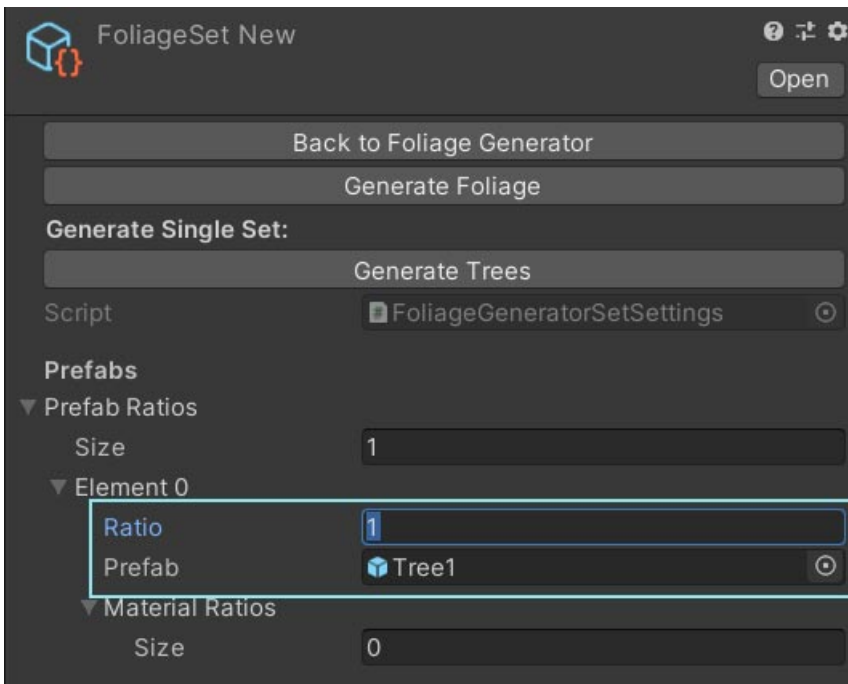 FoliageSet New
Open
Back to Foliage Generator
Generate Foliage
Generate Single Set:
Generate Trees
Script FoliageGeneratorSetSettings
Prefabs
Prefab Ratios
Size 1
Element 0
Ratio 1
Prefab Tree1
Material Ratios
Size 0